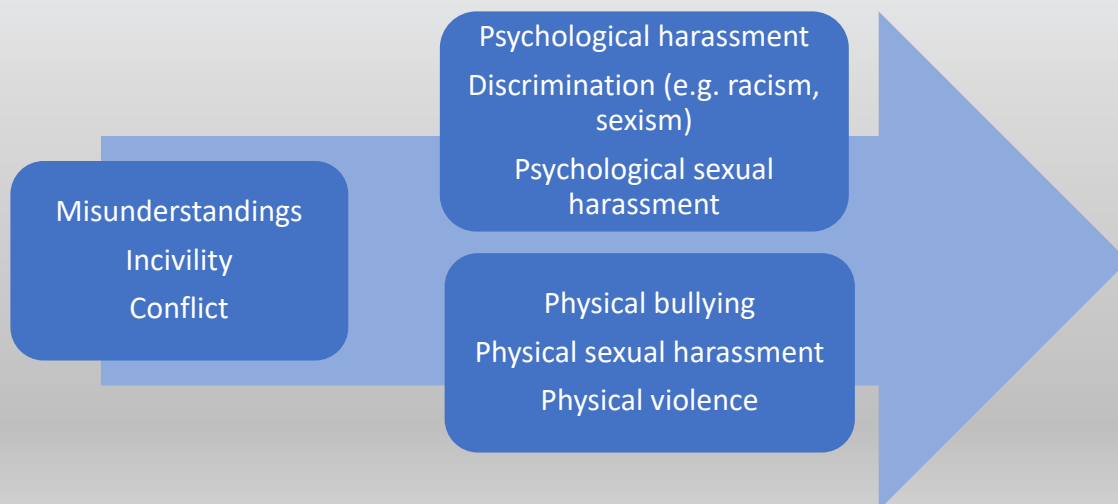 Misunderstandings
Incivility
Conflict
Psychological harassment
Discrimination (e.g. racism,
sexism)
Psychological sexual
harassment
Physical bullying
Physical sexual harassment
Physical violence